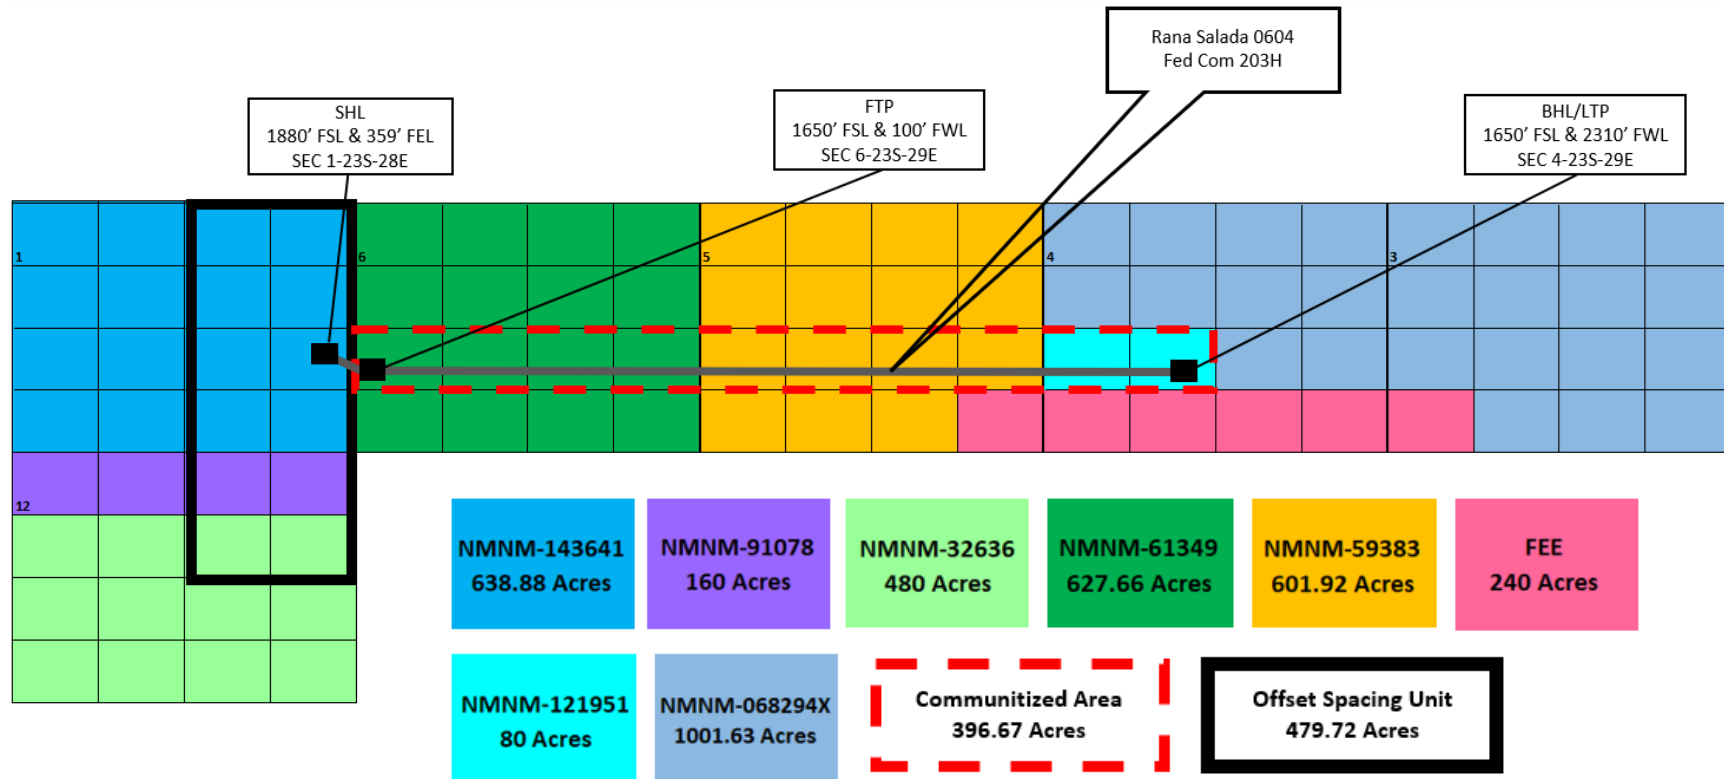 Rana Salada 0604
Fed Com 203H
SHL
1880' FSL & 359' FEL
SEC 1-23S-28E
FTP
1650' FSL & 100' FWL
SEC 6-23S-29E
BHL/LTP
1650' FSL & 2310' FWL
SEC 4-23S-29E
1
6
5
4
3
12
NMNM-143641
638.88 Acres
NMNM-91078
160 Acres
NMNM-32636
480 Acres
NMNM-61349
627.66 Acres
NMNM-59383
601.92 Acres
FEE
240 Acres
NMNM-121951
80 Acres
NMNM-068294X
1001.63 Acres
Communitized Area
396.67 Acres
Offset Spacing Unit
479.72 Acres